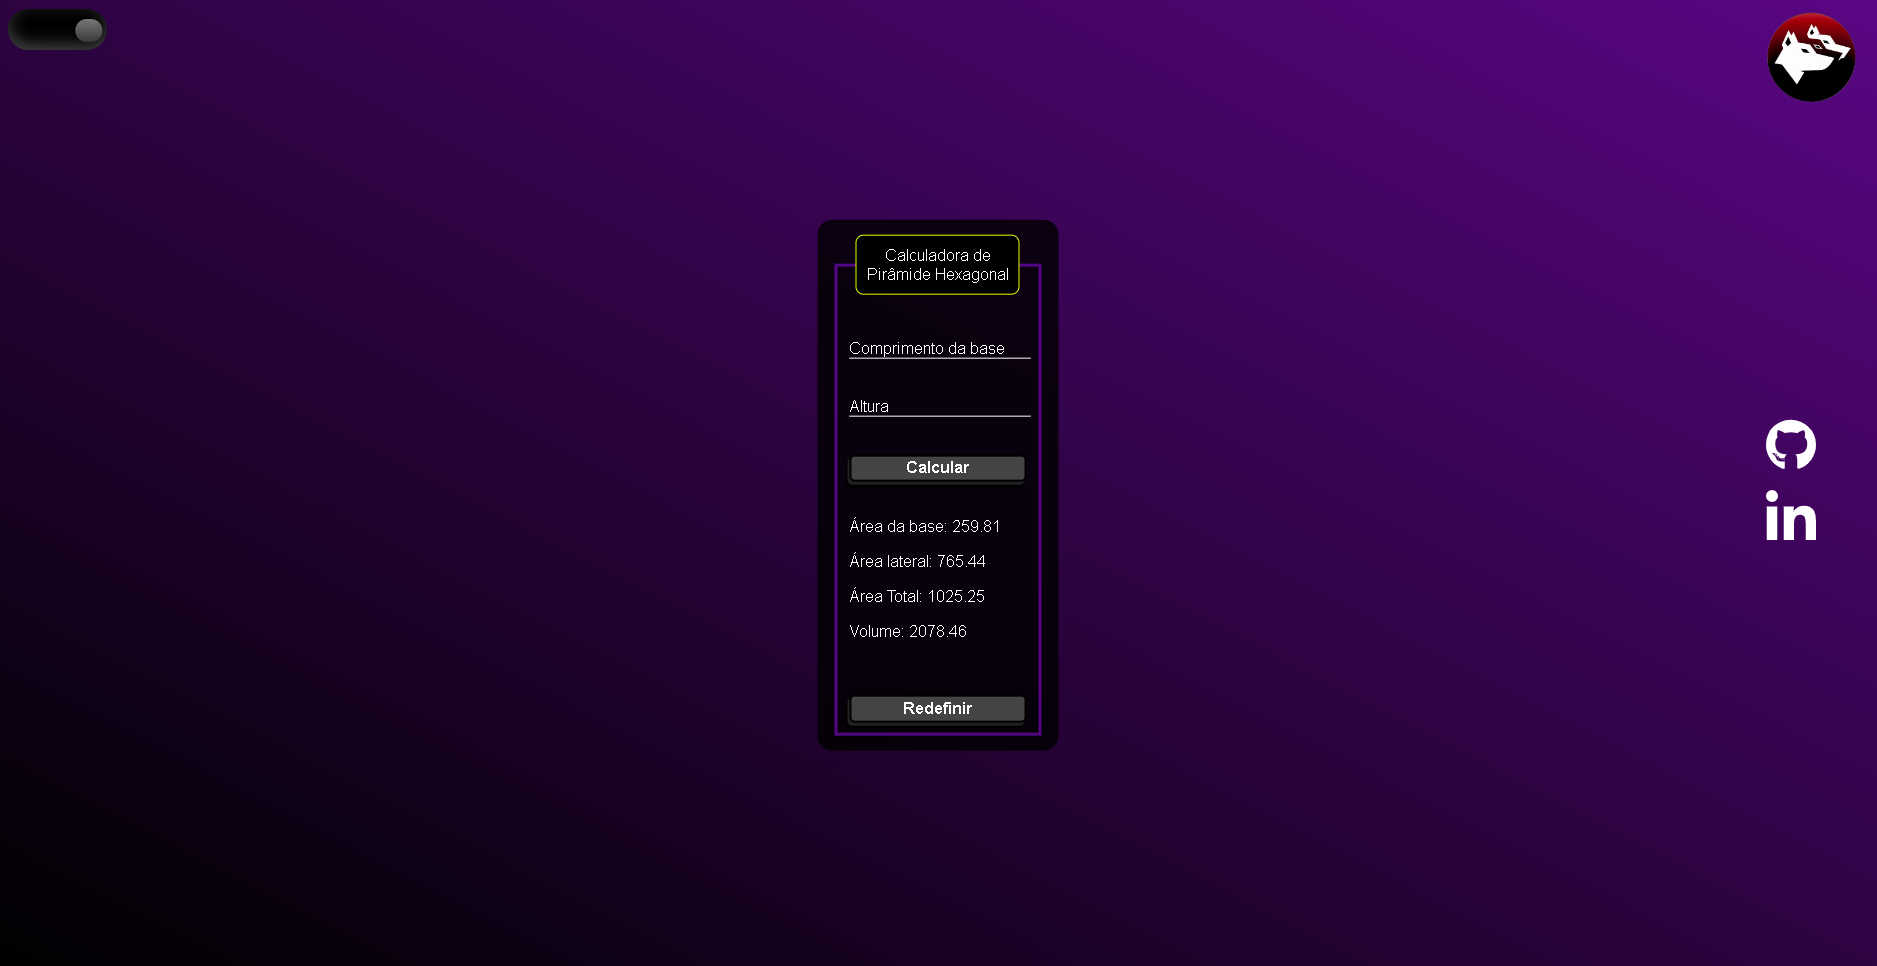 Calculadora de
Pirâmide Hexagonal
Comprimento da base
Altura
Calcular
Área da base: 259.81
Área lateral: 765.44
Área Total: 1025.25
Volume: 2078.46
Redefinir
in